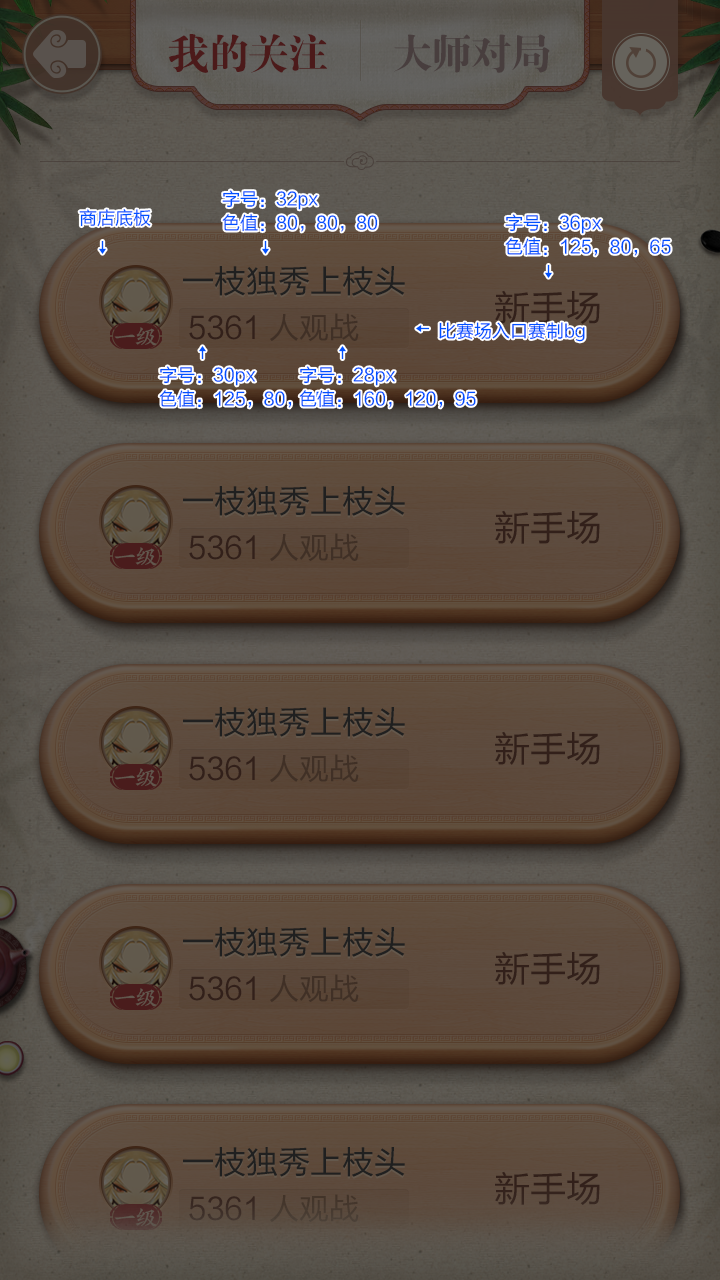 我的关注
大师对局
字号：32px
色值：80，80，80
商店底板
字号：36px
色值：125，80，65
一枝独秀上枝头
新手场
一级
5361 人观战
比赛场入口赛制bg
字号：30px
色值：125，80，
字号：28px
色值：160，120，95
一枝独秀上枝头
新手场
一级
5361 人观战
一枝独秀上枝头
新手场
一级
5361 人观战
一枝独秀上枝头
新手场
一级
5361 人观战
一枝独秀上枝头
新手场
一级
5361 人观战